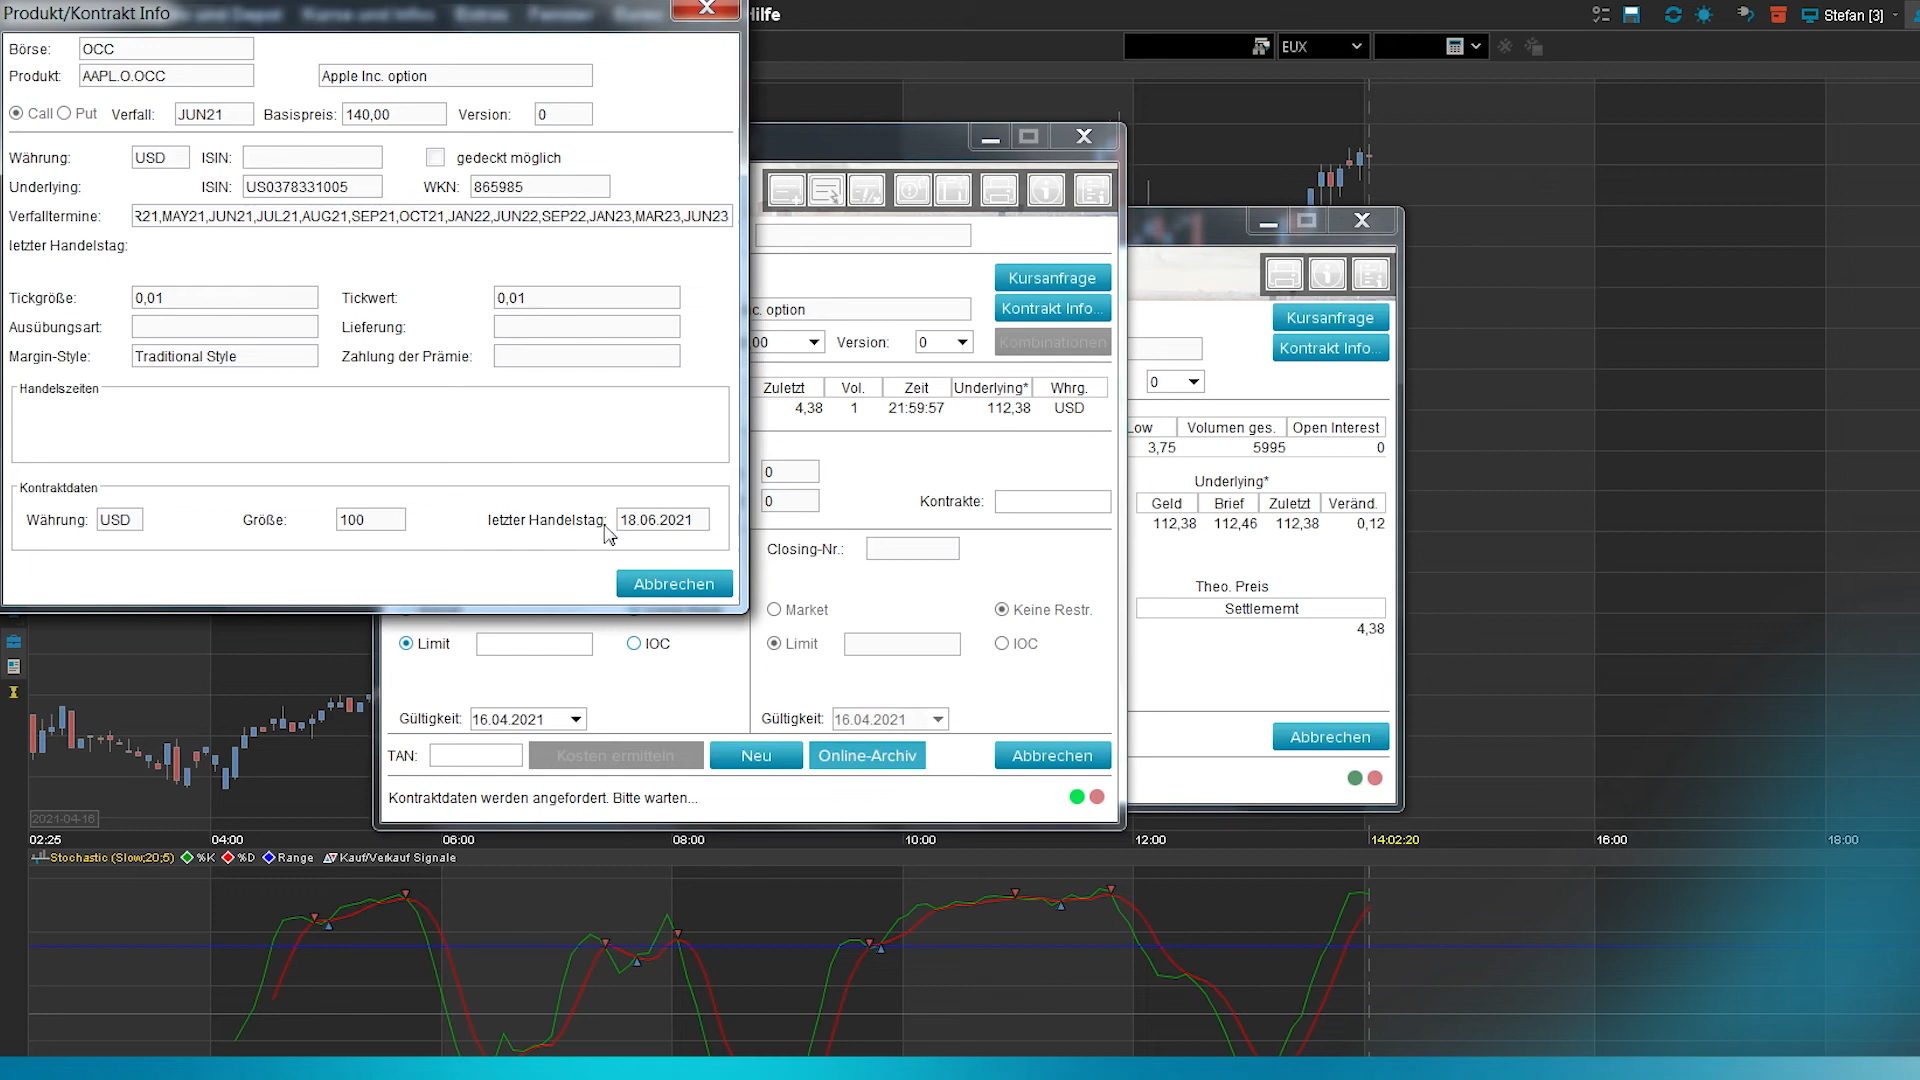 Produkt/Kontrakt Info
Hilfe
Stefan [3]
Börse: OCC
EUX
Produkt: AAPL.O.OCC Apple Inc. option
Call Put Verfall: JUN21 Basispreis: 140,00 Version: 0
Währung: USD ISIN: gedeckt möglich
Underlying: ISIN: US0378331005 WKN: 865985
Verfalltermine: R21,MAY21,JUN21,JUL21,AUG21,SEP21,OCT21,JAN22,JUN22,SEP22,JAN23,MAR23,JUN23
letzter Handelstag:
Tickgröße: 0,01 Tickwert: 0,01
Ausübungsart: Lieferung:
Margin-Style: Traditional Style Zahlung der Prämie:
Handelszeiten
Kontraktdaten
Währung: USD Größe: 100 letzter Handelstag: 18.06.2021
Abbrechen
Kursanfrage
c. option Kontrakt Info...
00 Version: 0 Kombinationen
Zuletzt Vol. Zeit Underlying* Whrg.
4,38 1 21:59:57 112,38 USD
0
0 Kontrakte:
Closing-Nr.:
Market Keine Restr.
Limit IOC Limit IOC
Gültigkeit: 16.04.2021 Gültigkeit: 16.04.2021
TAN: Kosten ermitteln Neu Online-Archiv Abbrechen
Kontraktdaten werden angefordert. Bitte warten...
Kursanfrage
Kontrakt Info...
0
Low Volumen ges. Open Interest
3,75 5995 0
Underlying*
Geld Brief Zuletzt Veränd.
112,38 112,46 112,38 0,12
Theo. Preis
Settlememt
4,38
Abbrechen
2021-04-16
02:25 04:00 06:00 08:00 10:00 12:00 14:02:20 16:00 18:00
Stochastic (Slow;20;5) %K %D Range Kauf/Verkauf Signale